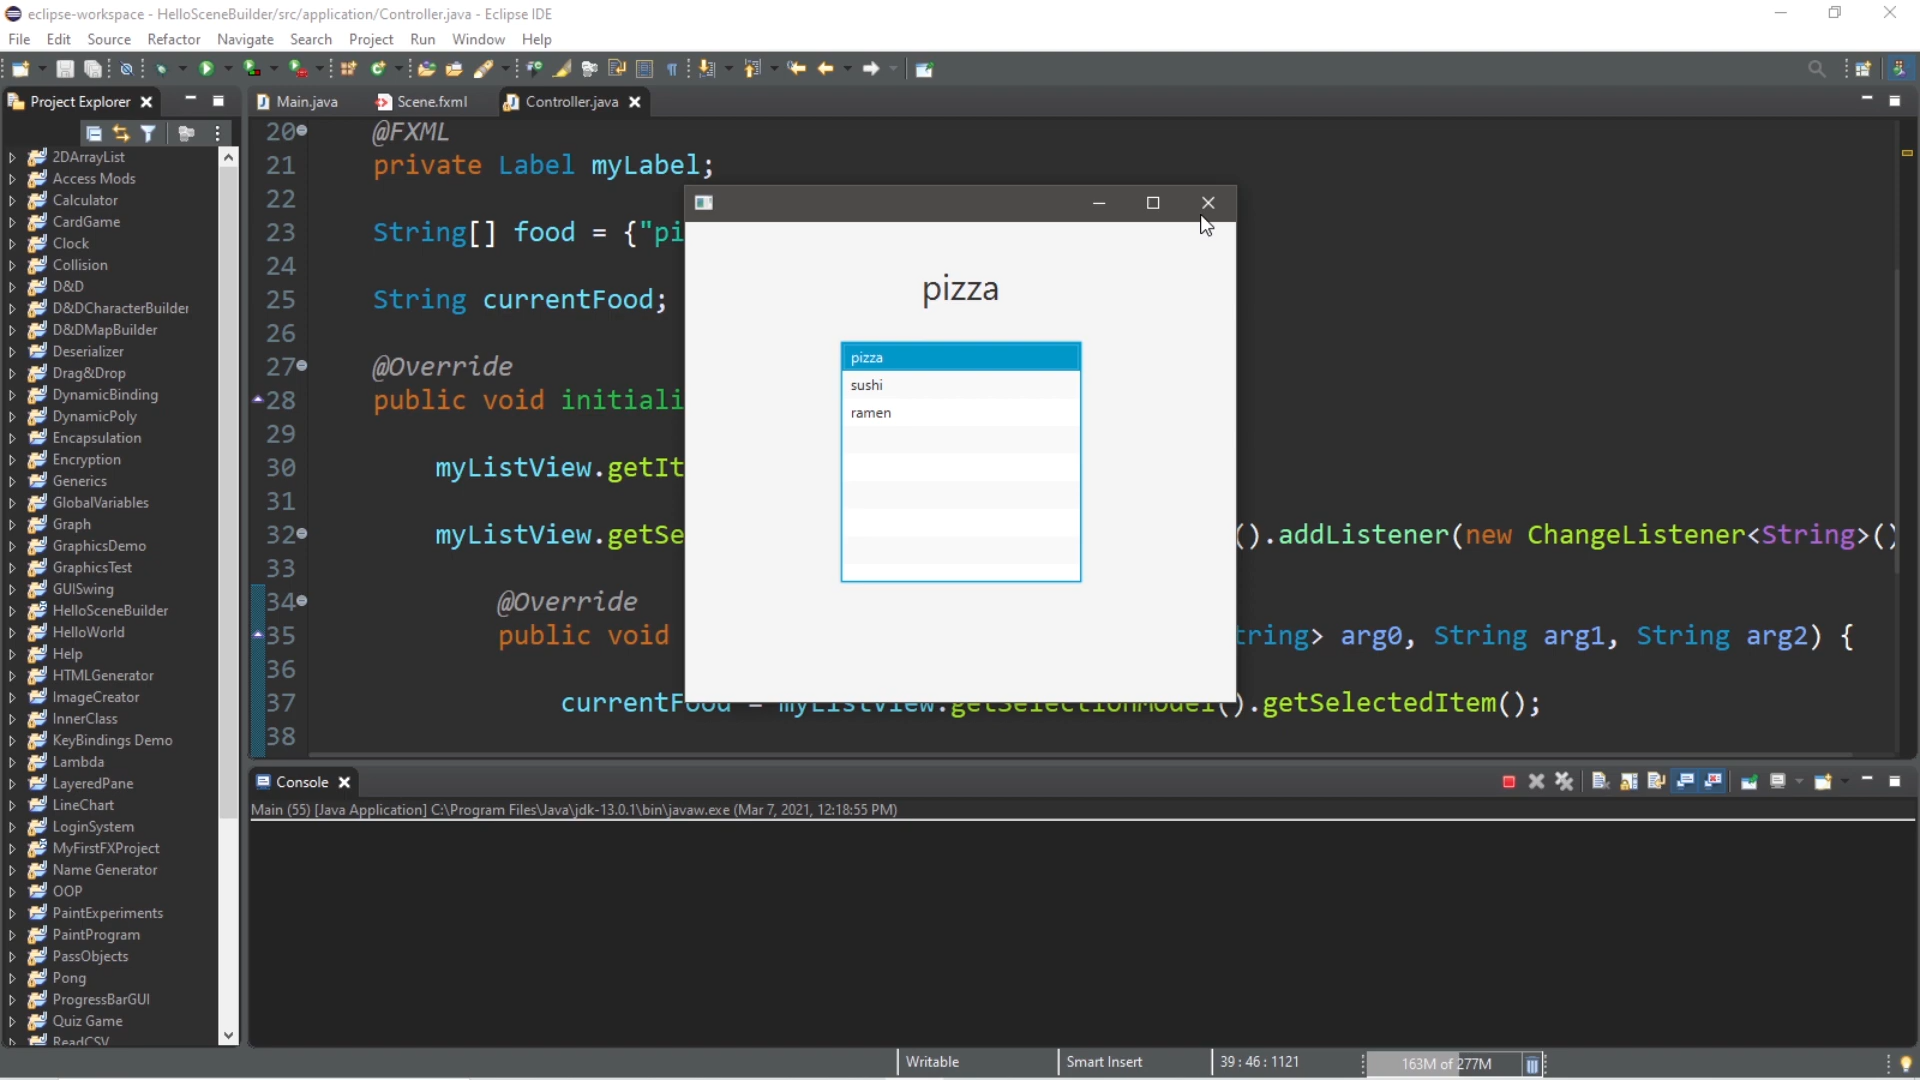 eclipse-workspace - HelloSceneBuilder/src/application/Controller.java - Eclipse IDE
File Edit Source Refactor Navigate Search Project Run Window Help
Project Explorer
2DArrayList
Access Mods
Calculator
CardGame
Clock
Collision
D&D
D&DCharacterBuilder
D&DMapBuilder
Deserializer
Drag&Drop
DynamicBinding
DynamicPoly
Encapsulation
Encryption
Generics
GlobalVariables
Graph
GraphicsDemo
GraphicsTest
GUISwing
HelloSceneBuilder
HelloWorld
Help
HTMLGenerator
ImageCreator
InnerClass
KeyBindings Demo
Lambda
LayeredPane
LineChart
LoginSystem
MyFirstFXProject
Name Generator
OOP
PaintExperiments
PaintProgram
PassObjects
Pong
ProgressBarGUI
Quiz Game
ReadCSV
Main.java Scene.fxml Controller.java
20 @FXML
21 private Label myLabel;
22
23 String[] food = {"pi
24
25 String currentFood;
26
27 @Override
28 public void initiali
29
30 myListView.getIt
31
32 myListView.getSe ().addListener(new ChangeListener<String>()
33
34 @Override
35 public void tring> arg0, String arg1, String arg2) {
36
37 currentFood = myListView.getSelectionModel().getSelectedItem();
38
pizza
pizza
sushi
ramen
Console
Main (55) [Java Application] C:\Program Files\Java\jdk-13.0.1\bin\javaw.exe (Mar 7, 2021, 12:18:55 PM)
Writable Smart Insert 39 : 46 : 1121 163M of 277M